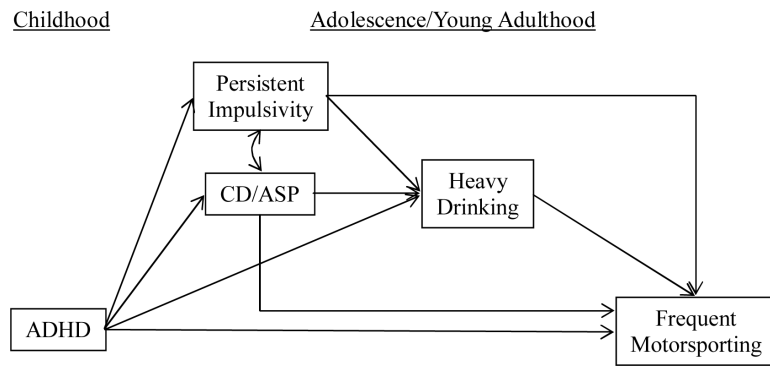 Childhood
Adolescence/Young Adulthood
Persistent
Impulsivity
CD/ASP
Heavy
Drinking
ADHD
Frequent
Motorsporting